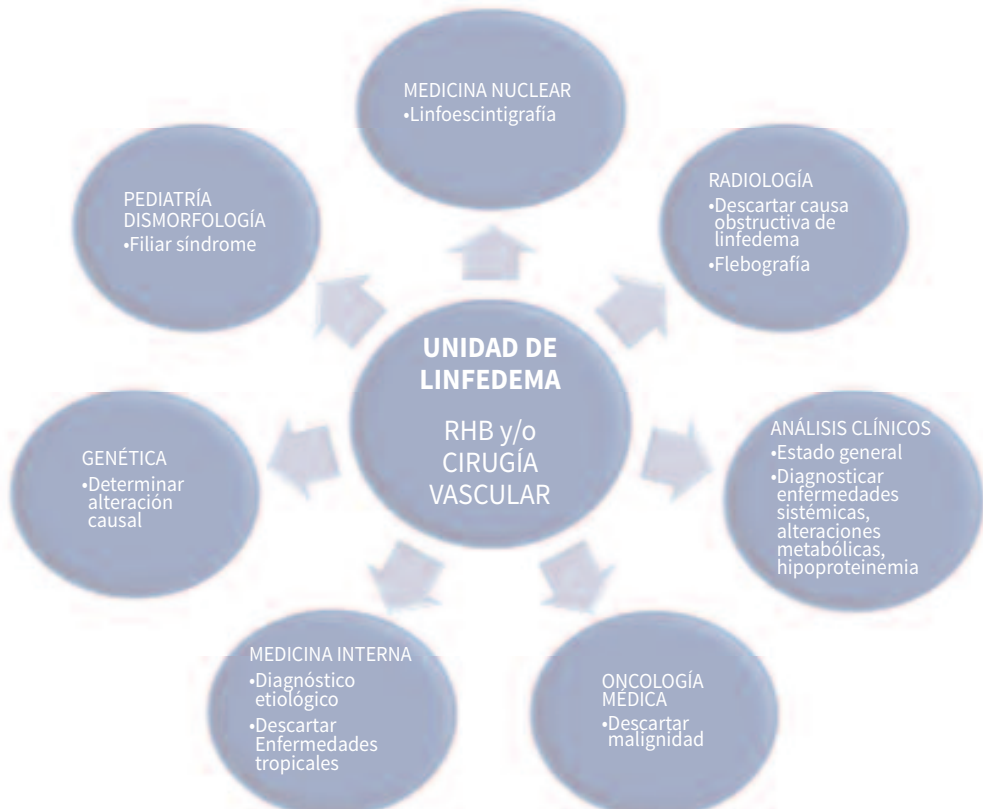 MEDICINA NUCLEAR
•Linfoescintigrafía
PEDIATRÍA
DISMORFOLOGÍA
•Filiar síndrome
RADIOLOGÍA
•Descartar causa
obstructiva de
linfedema
•Flebografía
UNIDAD DE
LINFEDEMA
RHB y/o
CIRUGÍA
VASCULAR
GENÉTICA
•Determinar
alteración
causal
ANÁLISIS CLÍNICOS
•Estado general
•Diagnosticar
enfermedades
sistémicas,
alteraciones
metabólicas,
hipoproteinemia
MEDICINA INTERNA
•Diagnóstico
etiológico
•Descartar
Enfermedades
tropicales
ONCOLOGÍA
MÉDICA
•Descartar
malignidad